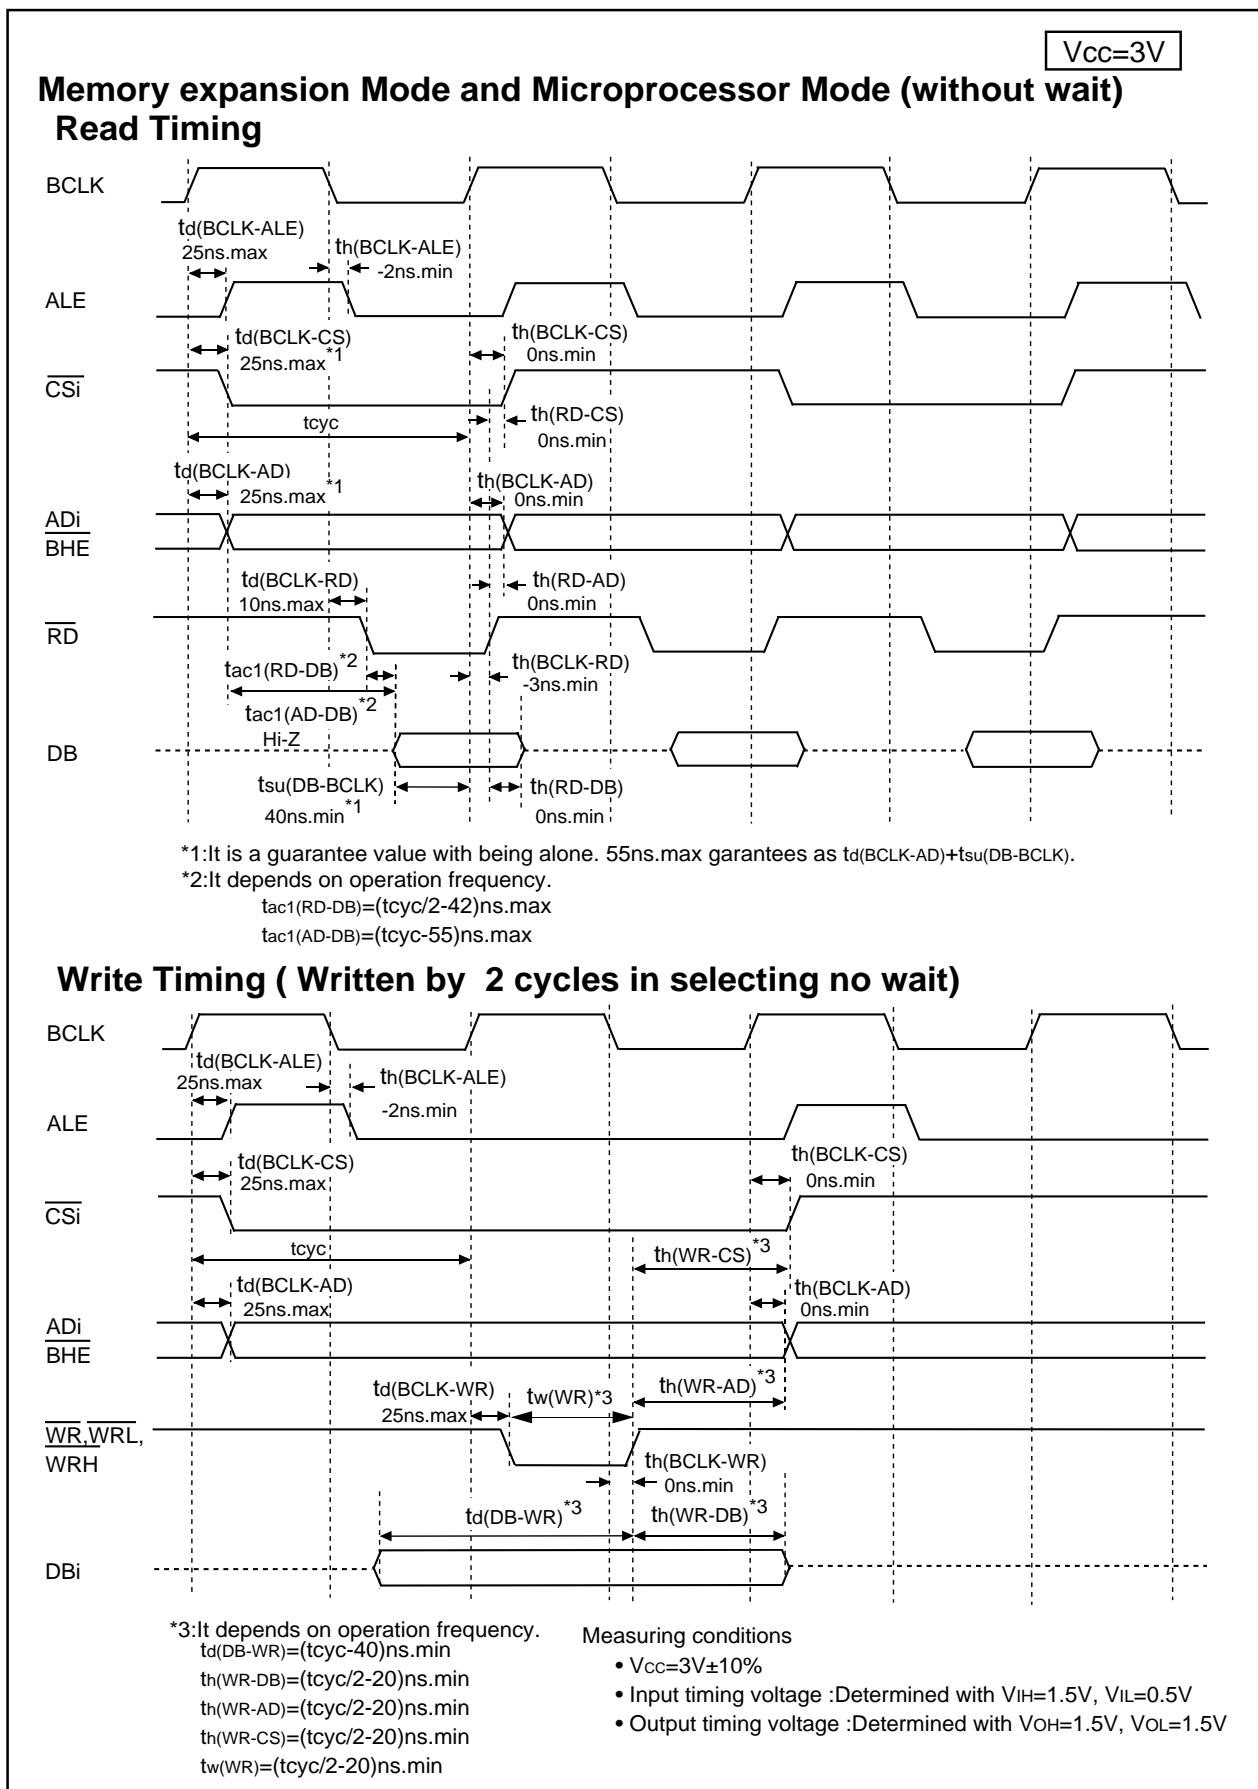 Vcc=3V
Memory expansion Mode and Microprocessor Mode (without wait)
Read Timing
BCLK
td(BCLK-ALE)
25ns.max
th(BCLK-ALE)
-2ns.min
ALE
td(BCLK-CS)
25ns.max*1
th(BCLK-CS)
0ns.min
CSi
tcyc
th(RD-CS)
0ns.min
td(BCLK-AD)
25ns.max*1
th(BCLK-AD)
0ns.min
ADi
BHE
td(BCLK-RD)
10ns.max
th(RD-AD)
0ns.min
RD
tac1(RD-DB)*2
th(BCLK-RD)
-3ns.min
tac1(AD-DB)*2
Hi-Z
DB
tsu(DB-BCLK)
40ns.min*1
th(RD-DB)
0ns.min
*1:It is a guarantee value with being alone. 55ns.max garantees as td(BCLK-AD)+tsu(DB-BCLK).
*2:It depends on operation frequency.
tac1(RD-DB)=(tcyc/2-42)ns.max
tac1(AD-DB)=(tcyc-55)ns.max
Write Timing ( Written by 2 cycles in selecting no wait)
BCLK
td(BCLK-ALE)
25ns.max
th(BCLK-ALE)
-2ns.min
ALE
td(BCLK-CS)
25ns.max
th(BCLK-CS)
0ns.min
CSi
tcyc
th(WR-CS)*3
td(BCLK-AD)
25ns.max
th(BCLK-AD)
0ns.min
ADi
BHE
td(BCLK-WR)
25ns.max
tw(WR)*3
th(WR-AD)*3
WR,WRL,
WRH
th(BCLK-WR)
0ns.min
td(DB-WR)*3
th(WR-DB)*3
DBi
*3:It depends on operation frequency.
td(DB-WR)=(tcyc-40)ns.min
th(WR-DB)=(tcyc/2-20)ns.min
th(WR-AD)=(tcyc/2-20)ns.min
th(WR-CS)=(tcyc/2-20)ns.min
tw(WR)=(tcyc/2-20)ns.min
Measuring conditions
• VCC=3V±10%
• Input timing voltage :Determined with VIH=1.5V, VIL=0.5V
• Output timing voltage :Determined with VOH=1.5V, VOL=1.5V